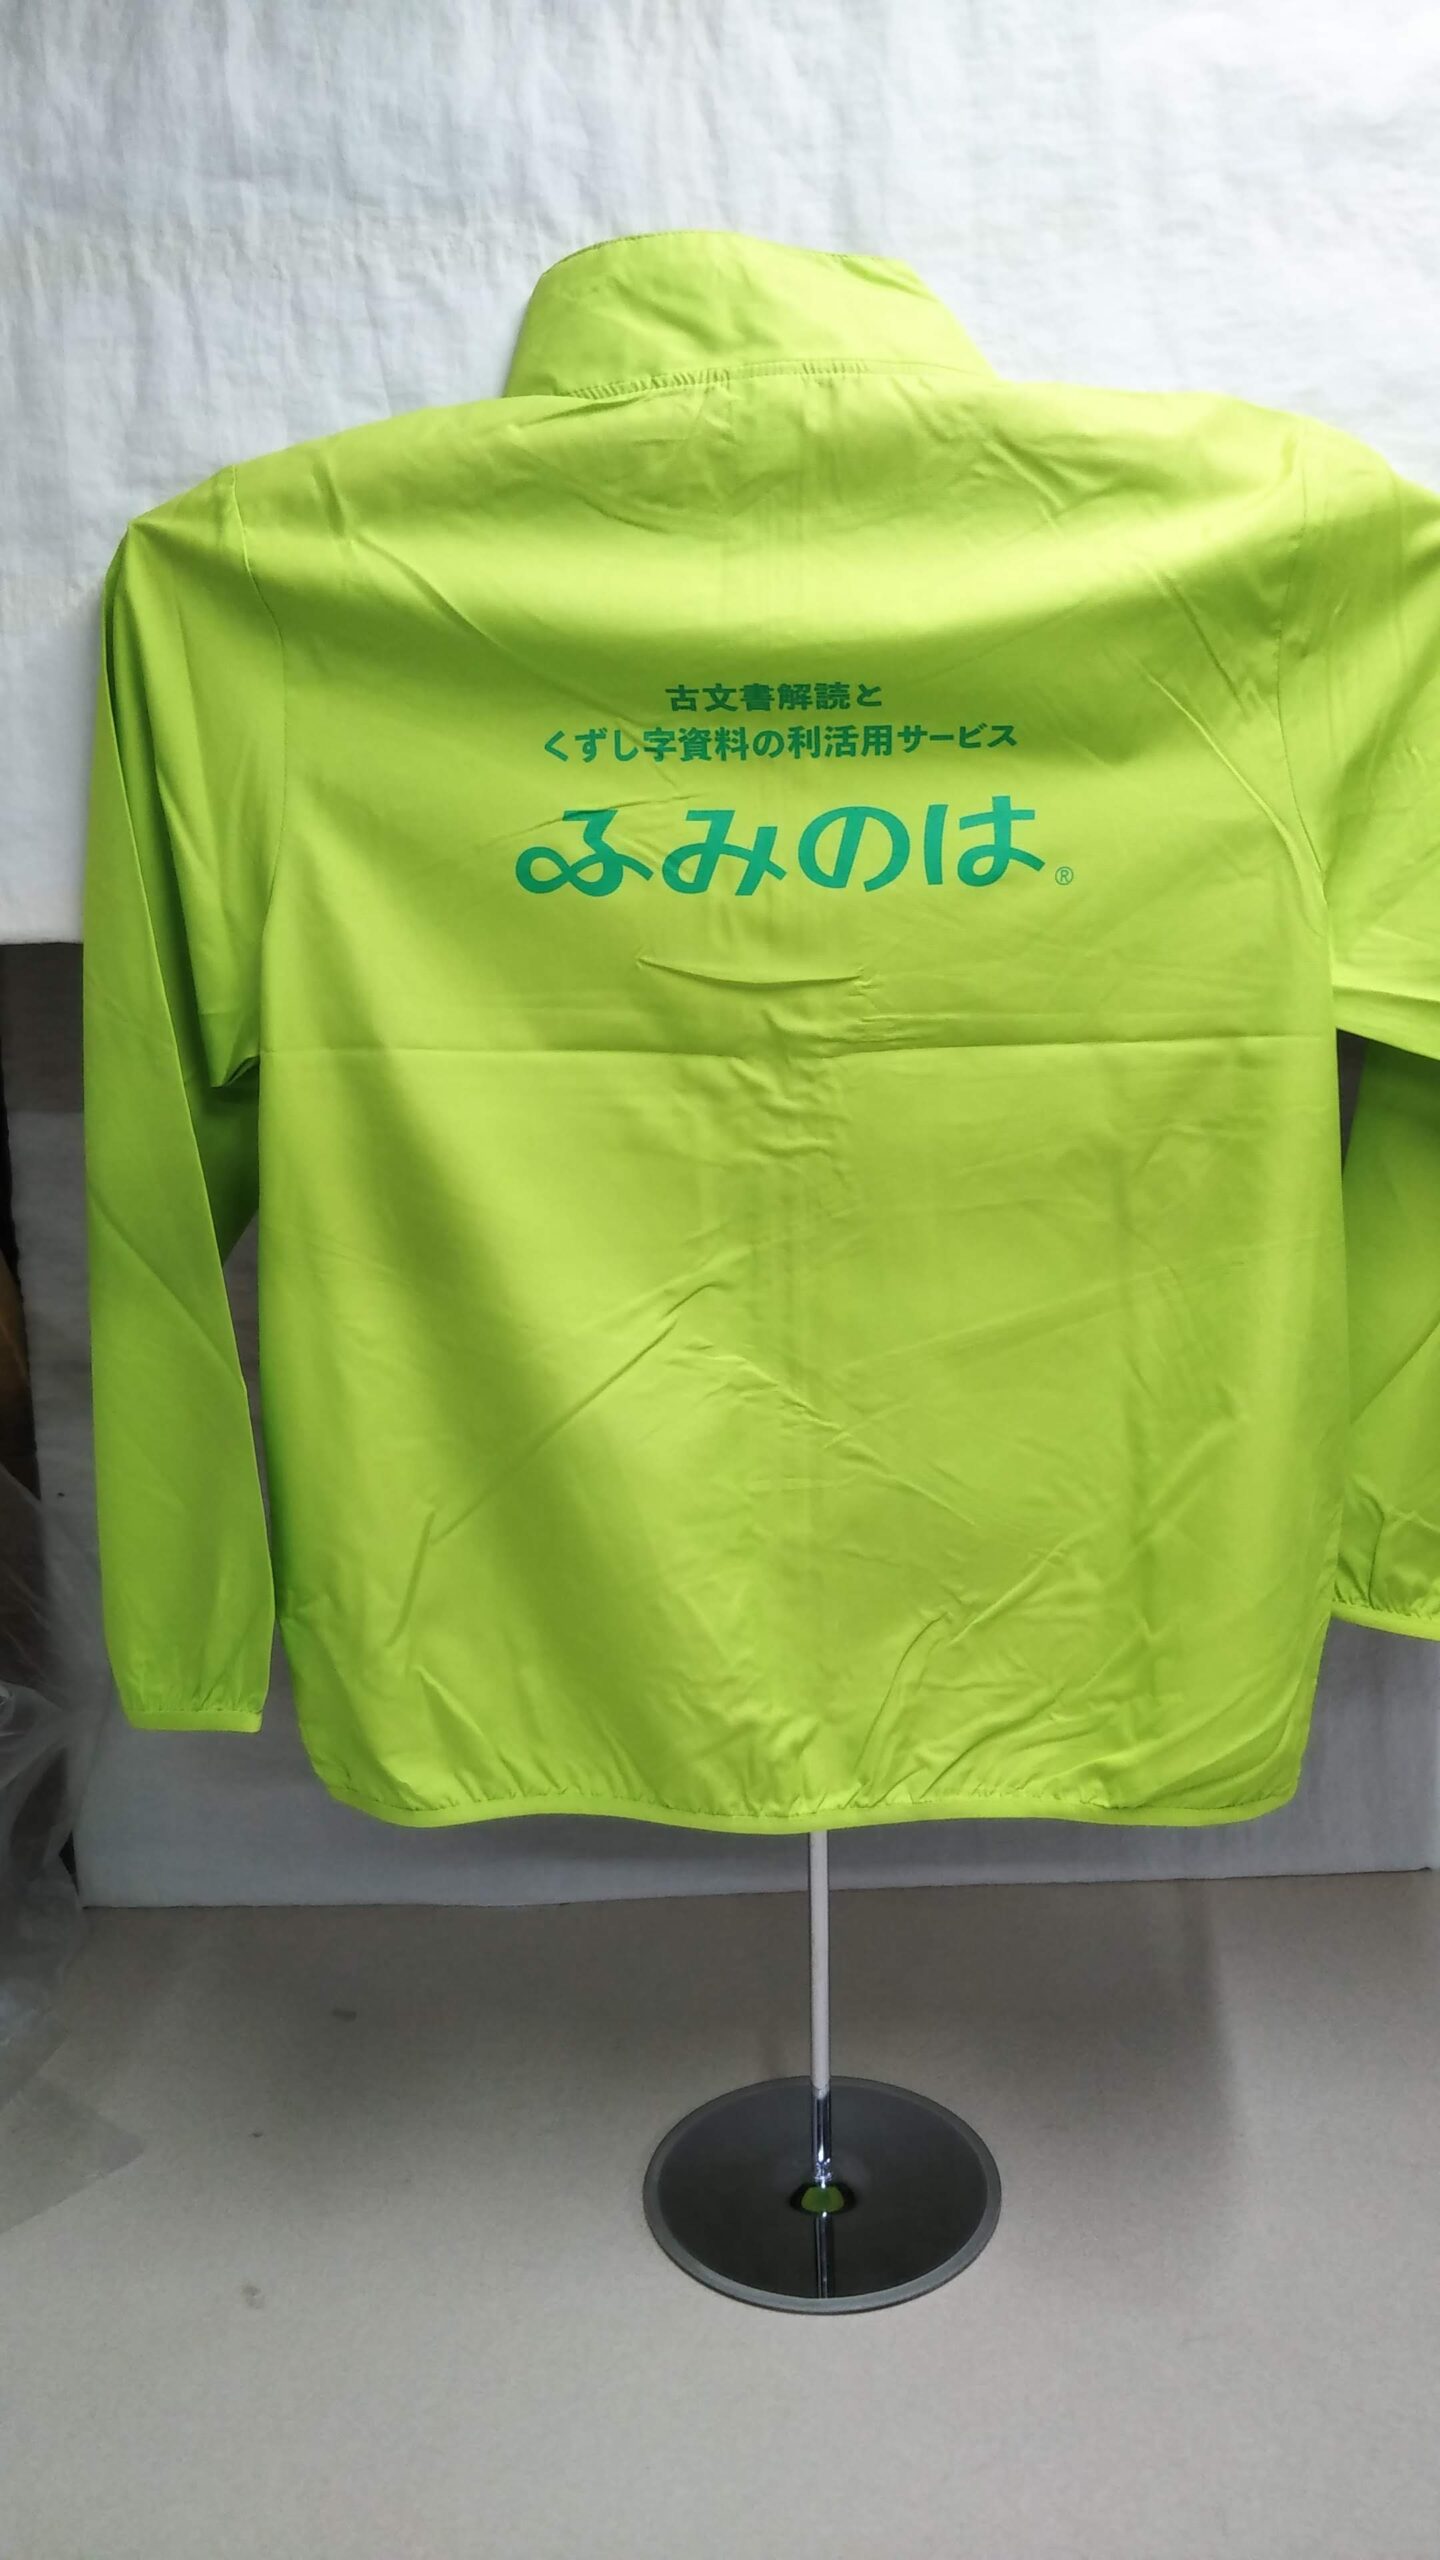 古文書解読と
くずし字資料の利活用サービス
ふみのは®